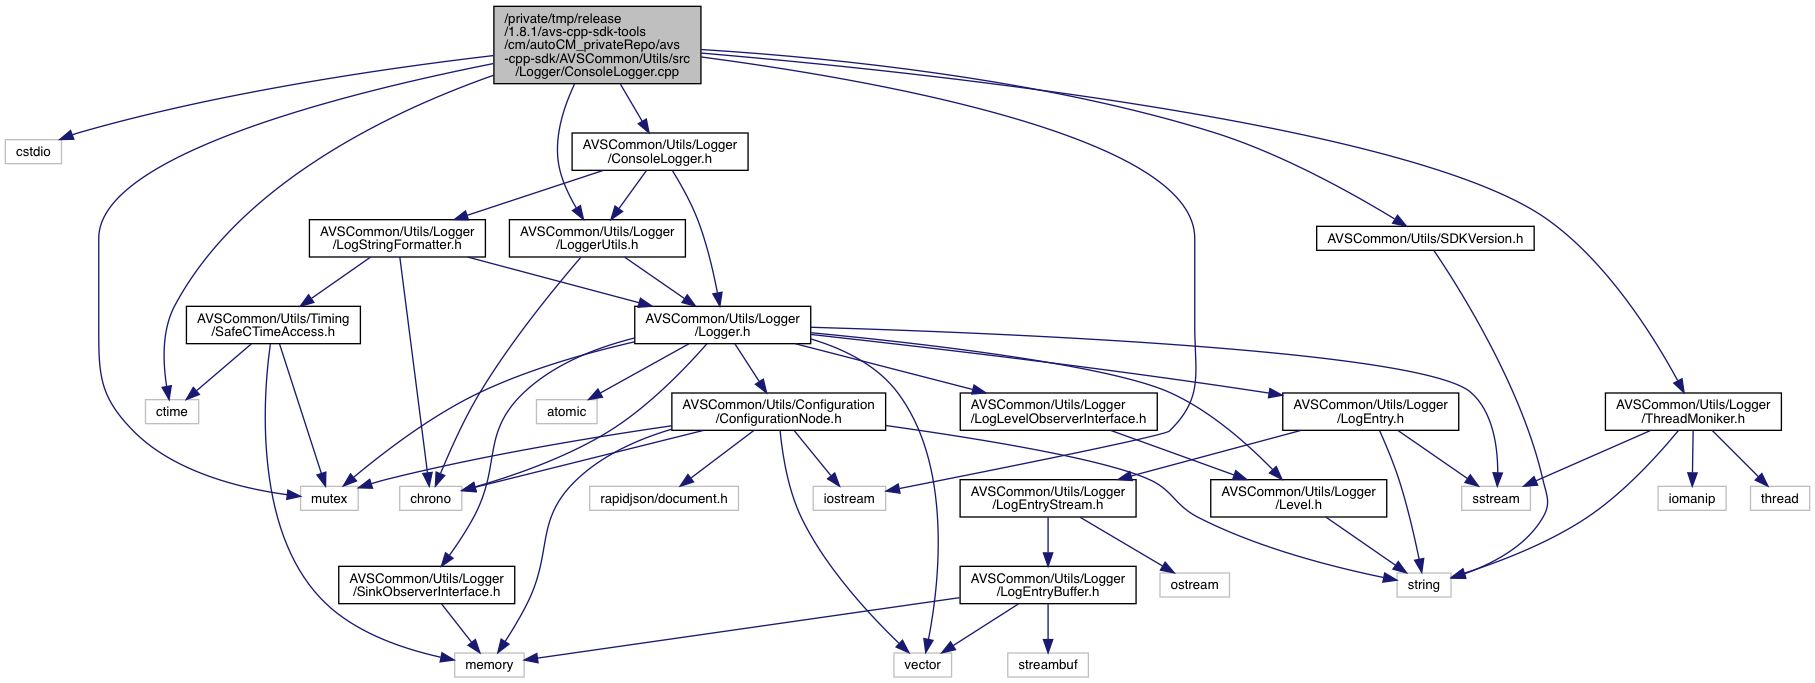 /private/tmp/release
/1.8.1/avs-cpp-sdk-tools
/cm/autoCM_privateRepo/avs
-cpp-sdk/AVSCommon/Utils/src
/Logger/ConsoleLogger.cpp
cstdio
AVSCommon/Utils/Logger
/ConsoleLogger.h
AVSCommon/Utils/Logger
/LogStringFormatter.h
AVSCommon/Utils/Logger
/LoggerUtils.h
AVSCommon/Utils/SDKVersion.h
AVSCommon/Utils/Timing
/SafeCTimeAccess.h
AVSCommon/Utils/Logger
/Logger.h
ctime
atomic
AVSCommon/Utils/Configuration
/ConfigurationNode.h
AVSCommon/Utils/Logger
/LogLevelObserverInterface.h
AVSCommon/Utils/Logger
/LogEntry.h
AVSCommon/Utils/Logger
/ThreadMoniker.h
mutex
chrono
rapidjson/document.h
iostream
AVSCommon/Utils/Logger
/LogEntryStream.h
AVSCommon/Utils/Logger
/Level.h
sstream
iomanip
thread
AVSCommon/Utils/Logger
/SinkObserverInterface.h
AVSCommon/Utils/Logger
/LogEntryBuffer.h
ostream
string
memory
vector
streambuf